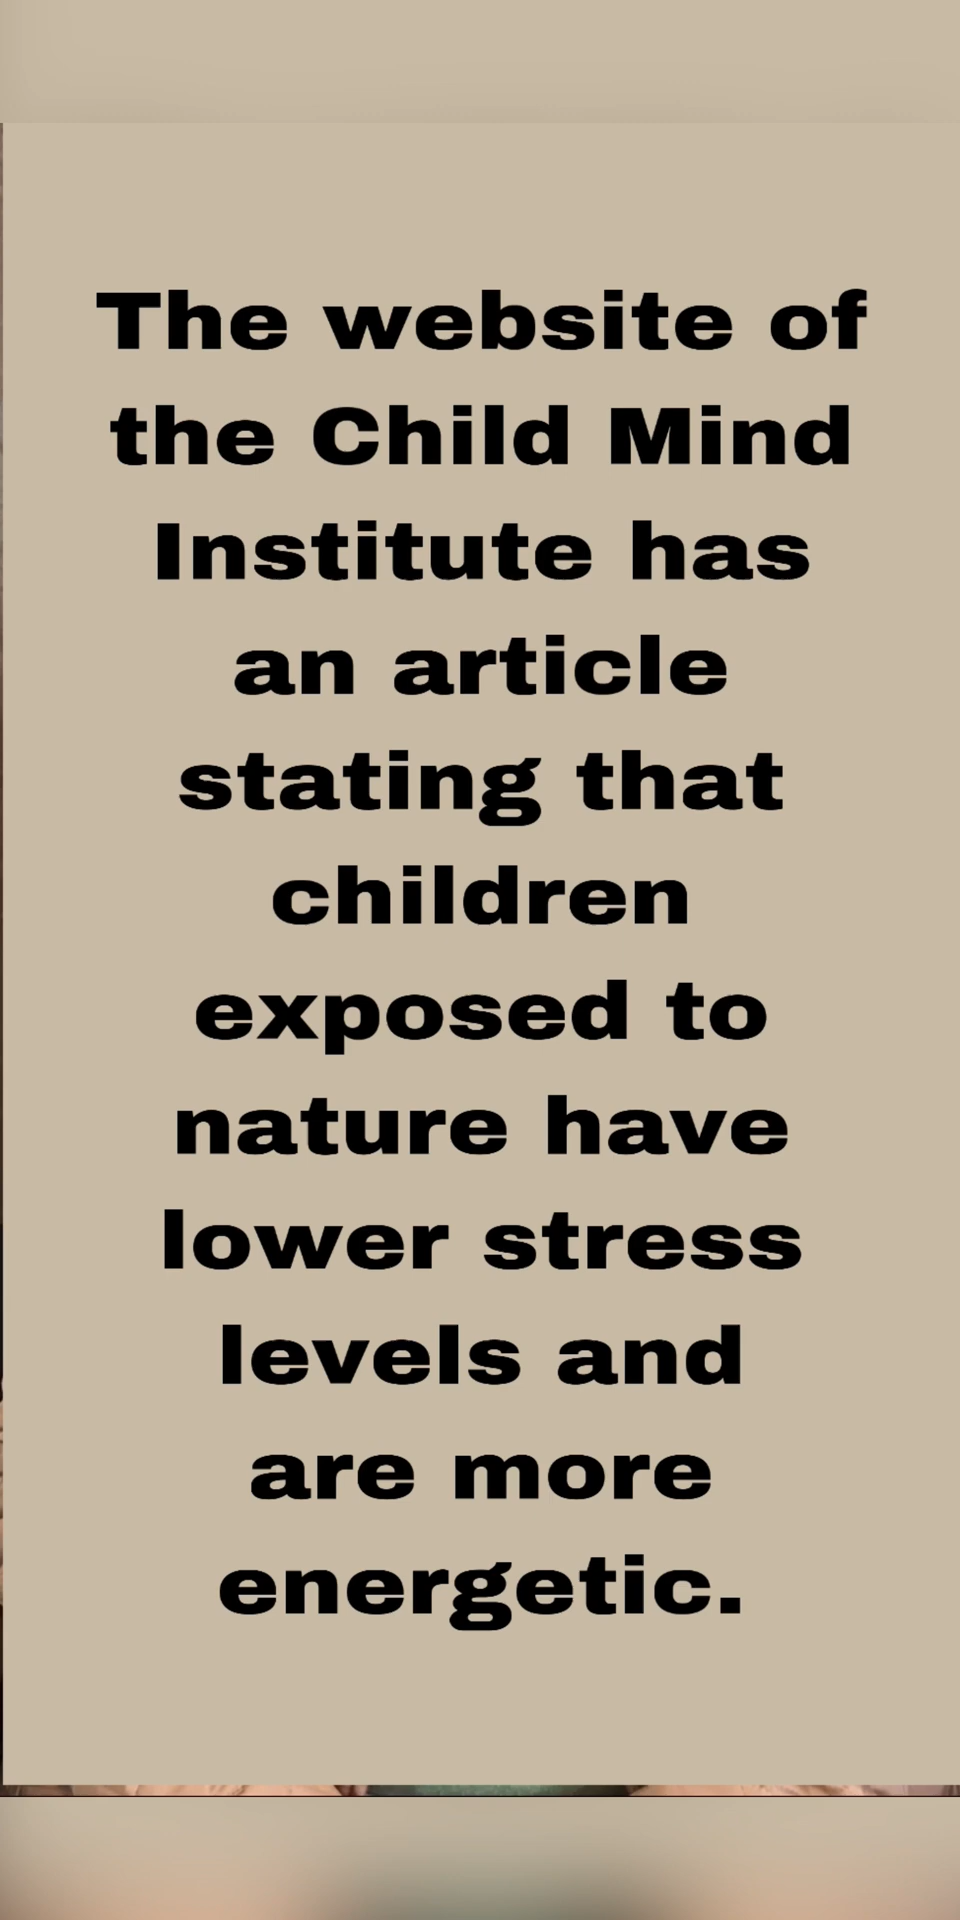 The website of
the Child Mind
Institute has
an article
stating that
children
exposed to
nature have
lower stress
levels and
are more
energetic.